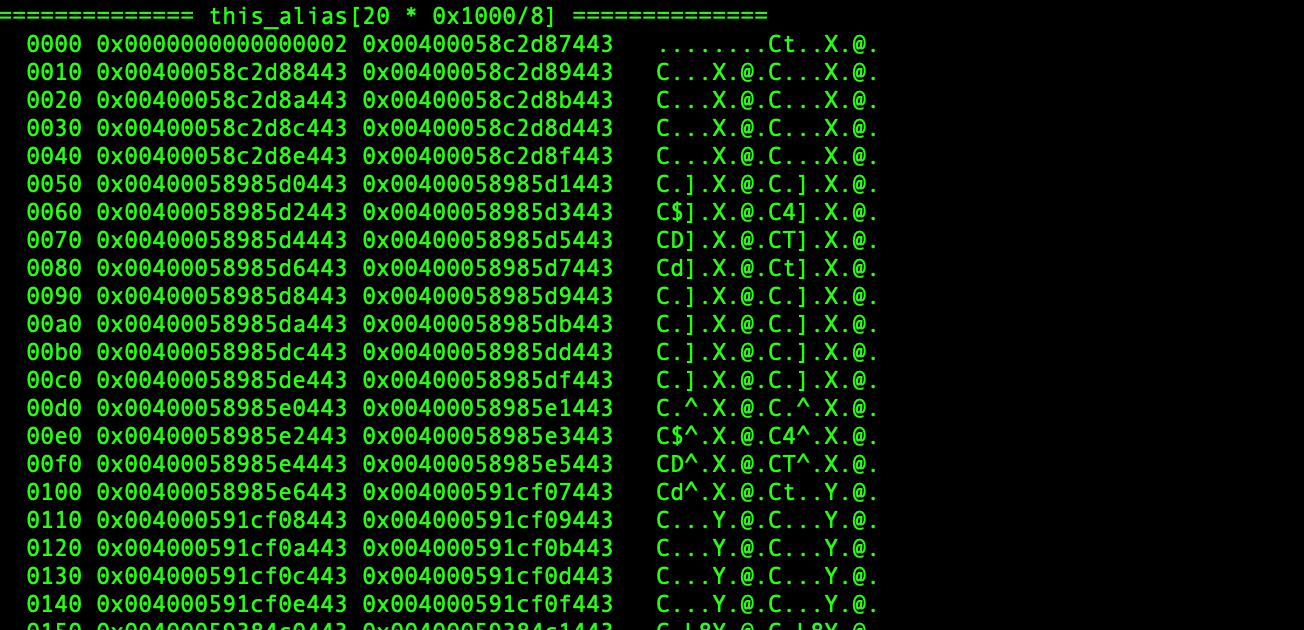 ============== this_alias[20 * 0x1000/8] ==============
0000 0x0000000000000002 0x00400058c2d87443 ........Ct..X.@.
0010 0x00400058c2d88443 0x00400058c2d89443 C...X.@.C...X.@.
0020 0x00400058c2d8a443 0x00400058c2d8b443 C...X.@.C...X.@.
0030 0x00400058c2d8c443 0x00400058c2d8d443 C...X.@.C...X.@.
0040 0x00400058c2d8e443 0x00400058c2d8f443 C...X.@.C...X.@.
0050 0x00400058985d0443 0x00400058985d1443 C.].X.@.C.].X.@.
0060 0x00400058985d2443 0x00400058985d3443 C$].X.@.C4].X.@.
0070 0x00400058985d4443 0x00400058985d5443 CD].X.@.CT].X.@.
0080 0x00400058985d6443 0x00400058985d7443 Cd].X.@.Ct].X.@.
0090 0x00400058985d8443 0x00400058985d9443 C.].X.@.C.].X.@.
00a0 0x00400058985da443 0x00400058985db443 C.].X.@.C.].X.@.
00b0 0x00400058985dc443 0x00400058985dd443 C.].X.@.C.].X.@.
00c0 0x00400058985de443 0x00400058985df443 C.].X.@.C.].X.@.
00d0 0x00400058985e0443 0x00400058985e1443 C.^.X.@.C.^.X.@.
00e0 0x00400058985e2443 0x00400058985e3443 C$^.X.@.C4^.X.@.
00f0 0x00400058985e4443 0x00400058985e5443 CD^.X.@.CT^.X.@.
0100 0x00400058985e6443 0x004000591cf07443 Cd^.X.@.Ct..Y.@.
0110 0x004000591cf08443 0x004000591cf09443 C...Y.@.C...Y.@.
0120 0x004000591cf0a443 0x004000591cf0b443 C...Y.@.C...Y.@.
0130 0x004000591cf0c443 0x004000591cf0d443 C...Y.@.C...Y.@.
0140 0x004000591cf0e443 0x004000591cf0f443 C...Y.@.C...Y.@.